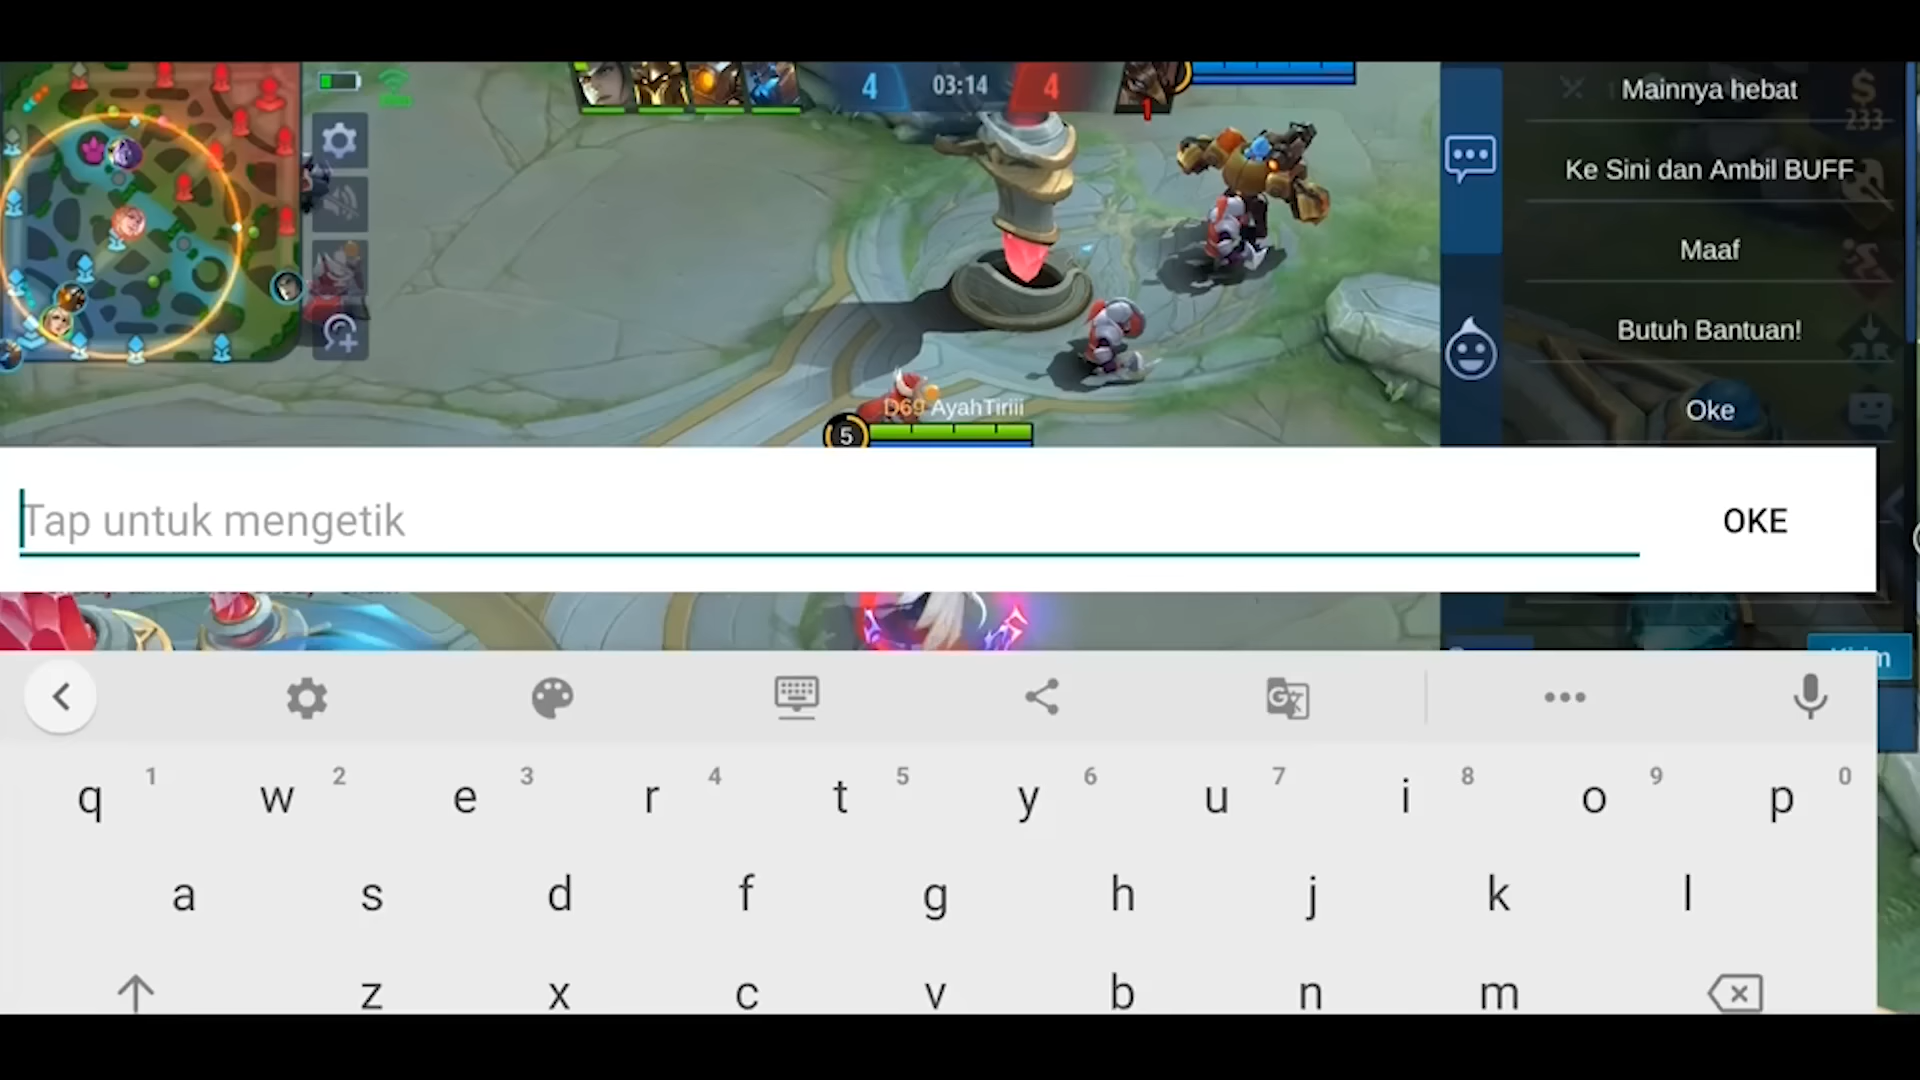 4 03:14 4
Mainnya hebat
233
Ke Sini dan Ambil BUFF
Maaf
Butuh Bantuan!
Oke
D69 AyahTiriii
5
Tap untuk mengetik
OKE
1 2 3 4 5 6 7 8 9 0
q w e r t y u i o p
a s d f g h j k l
z x c v b n m